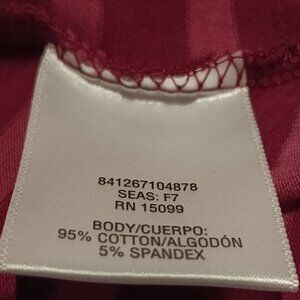 841267104878
SEAS: F7
RN 15099
BODY/CUERPO:
95% COTTON/ALGODÓN
5% SPANDEX